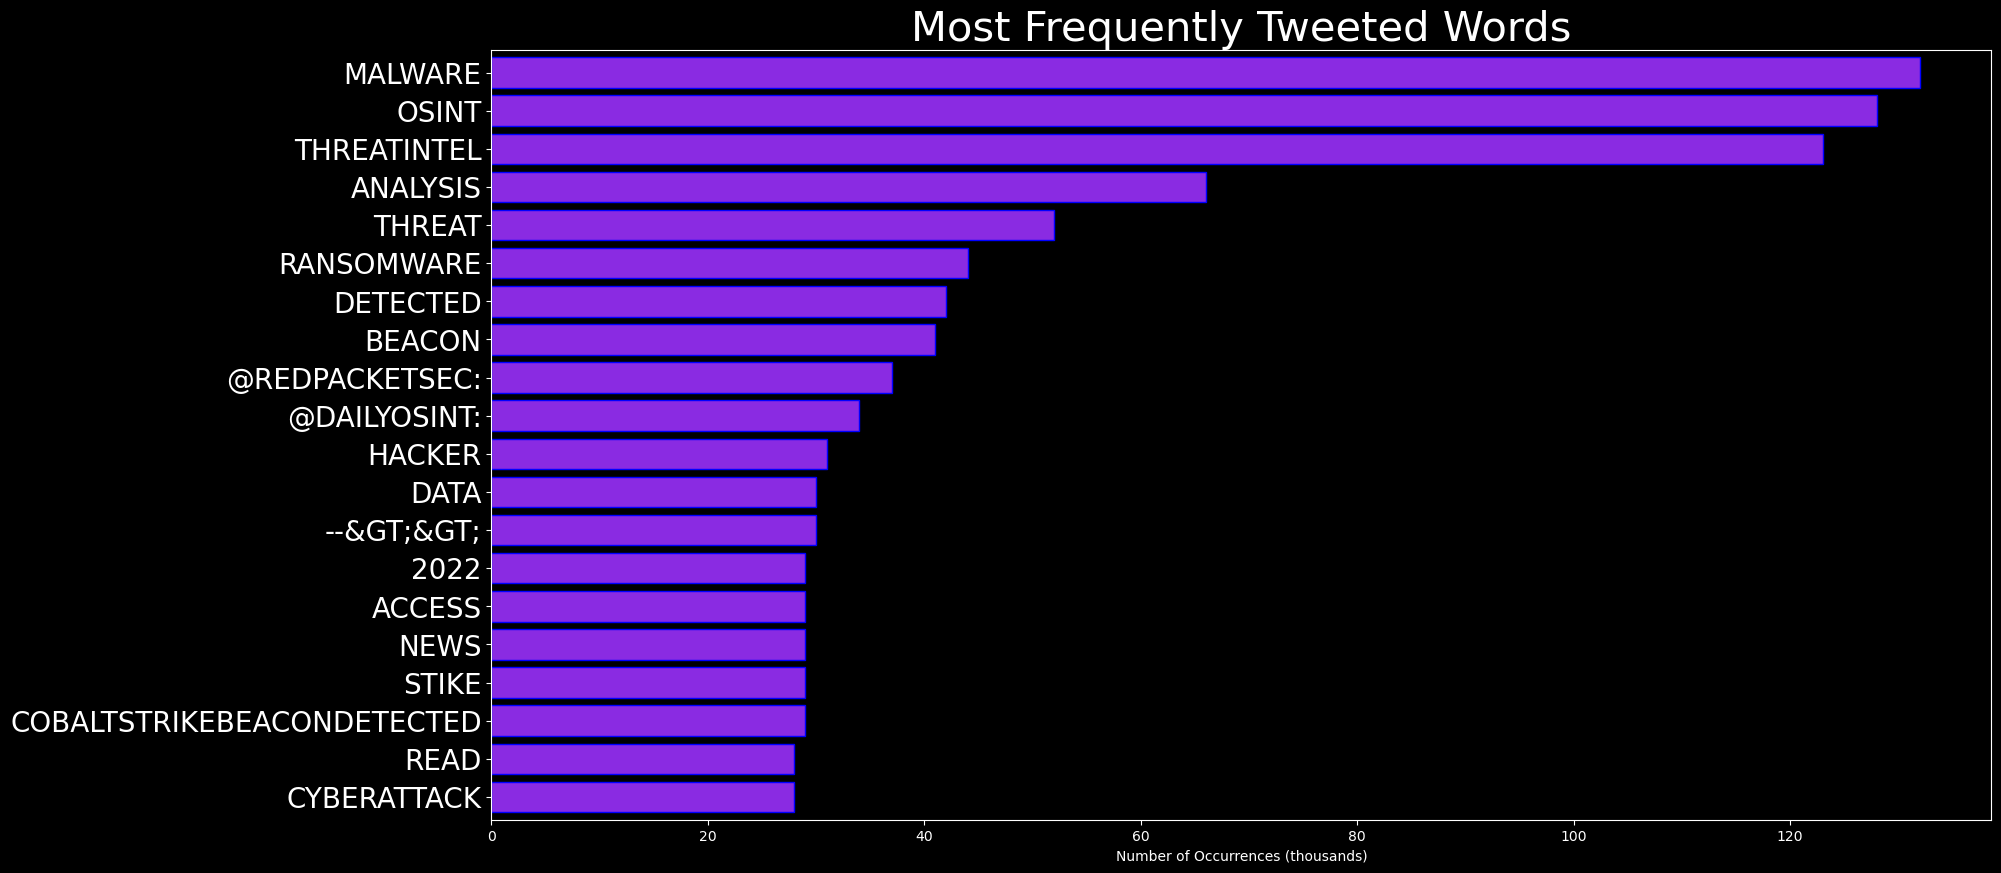 Most Frequently Tweeted Words
MALWARE
OSINT
THREATINTEL
ANALYSIS
THREAT
RANSOMWARE
DETECTED
BEACON
@REDPACKETSEC:
@DAILYOSINT:
HACKER
DATA
--&GT;&GT;
2022
ACCESS
NEWS
STIKE
COBALTSTRIKEBEACONDETECTED
READ
CYBERATTACK
0 20 40 60 80 100 120
Number of Occurrences (thousands)